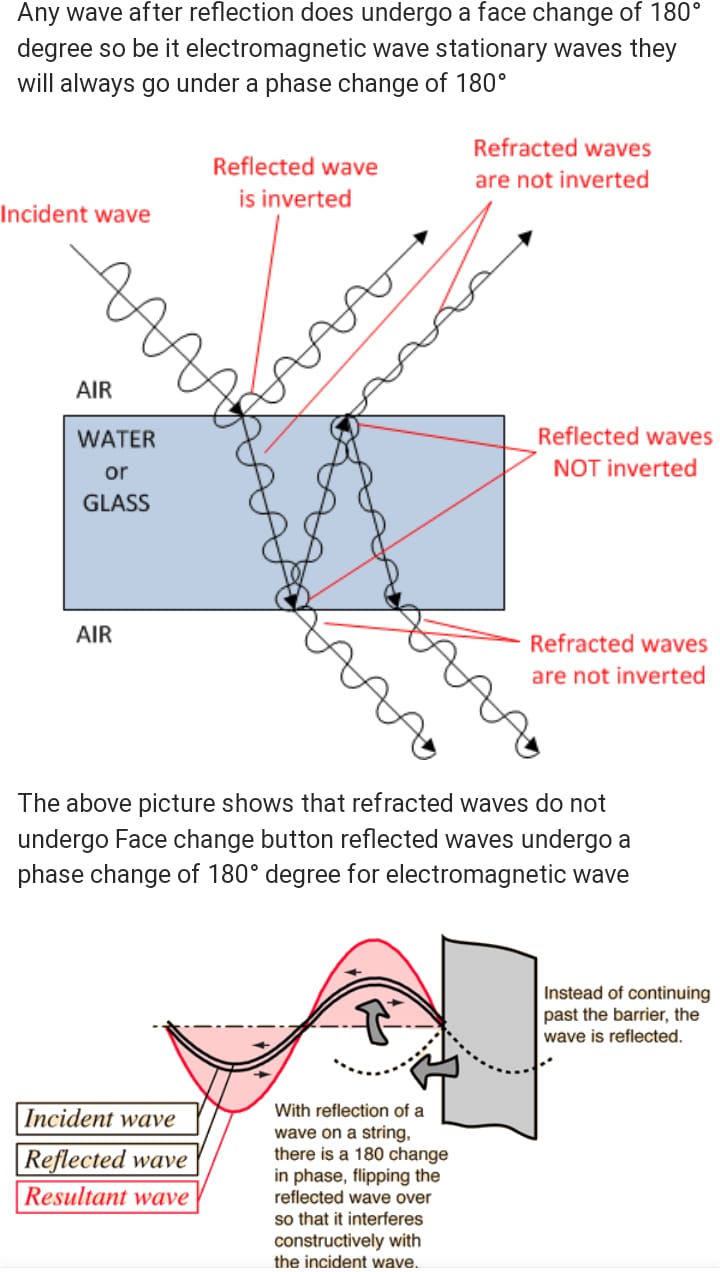 Any wave after reflection does undergo a face change of 180°
degree so be it electromagnetic wave stationary waves they
will always go under a phase change of 180°
Refracted waves
are not inverted
Reflected wave
is inverted
Incident wave
AIR
WATER
or
GLASS
Reflected waves
NOT inverted
AIR
Refracted waves
are not inverted
The above picture shows that refracted waves do not
undergo Face change button reflected waves undergo a
phase change of 180° degree for electromagnetic wave
Instead of continuing
past the barrier, the
wave is reflected.
Incident wave
Reflected wave
Resultant wave
With reflection of a
wave on a string,
there is a 180 change
in phase, flipping the
reflected wave over
so that it interferes
constructively with
the incident wave.